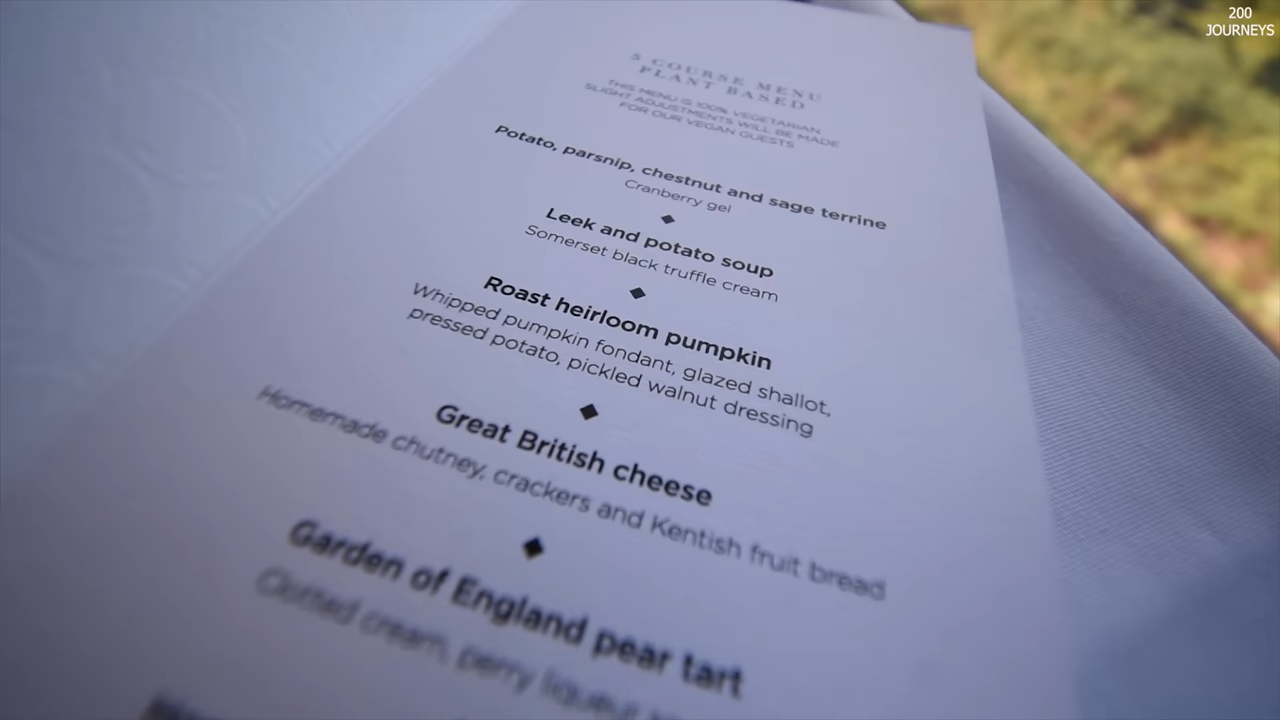 200
JOURNEYS
5 COURSE MENU
PLANT BASED
THIS MENU IS 100% VEGETARIAN
SLIGHT ADJUSTMENTS WILL BE MADE
FOR OUR VEGAN GUESTS
Potato, parsnip, chestnut and sage terrine
Cranberry gel
Leek and potato soup
Somerset black truffle cream
Roast heirloom pumpkin
Whipped pumpkin fondant, glazed shallot,
pressed potato, pickled walnut dressing
Great British cheese
Homemade chutney, crackers and Kentish fruit bread
Garden of England pear tart
Clotted cream, perry liqueur